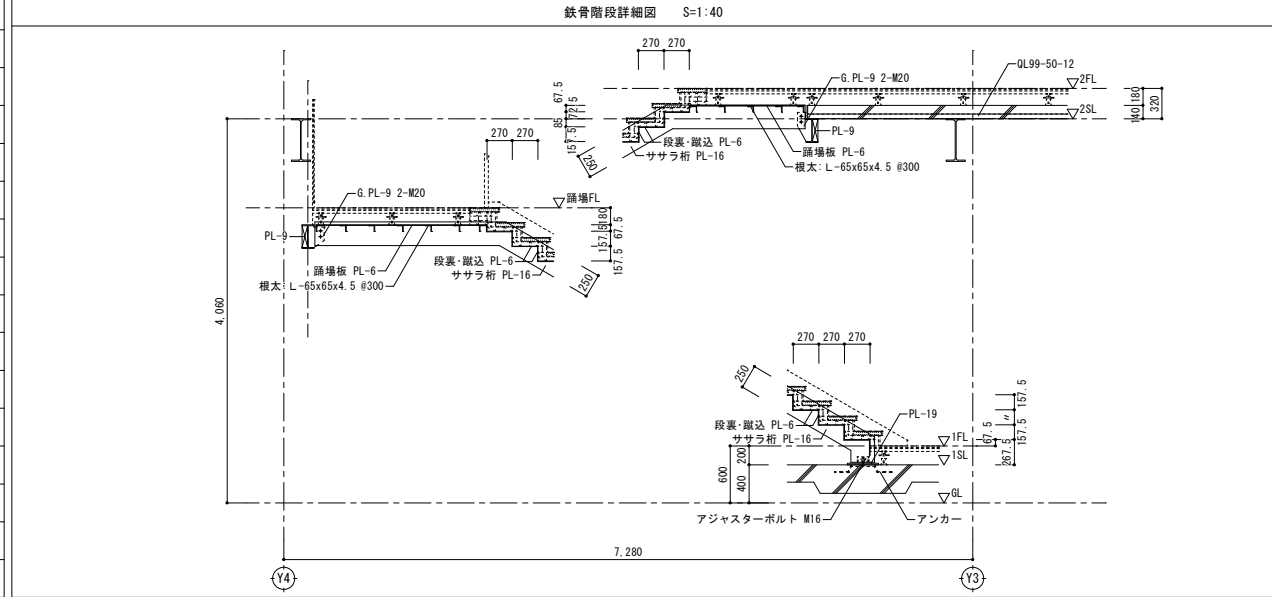 鉄骨階段詳細図 S=1:40
270 270
67.5
72.5
85
157.5
250
段裏・蹴込 PL-6
ササラ桁 PL-16
G.PL-9 2-M20
PL-9
踊場板 PL-6
根太: L-65x65x4.5 @300
QL99-50-12
2FL
2SL
180
140
320
270 270
G.PL-9 2-M20
踊場FL
PL-9
踊場板 PL-6
根太: L-65x65x4.5 @300
段裏・蹴込 PL-6
ササラ桁 PL-16
180
67.5
157.5
157.5
250
4,060
270 270 270
250
段裏・蹴込 PL-6
ササラ桁 PL-16
PL-19
1FL
1SL
GL
67.5
267.5
157.5
〃
157.5
600
200
400
アジャスターボルト M16
アンカー
7,280
Y4
Y3